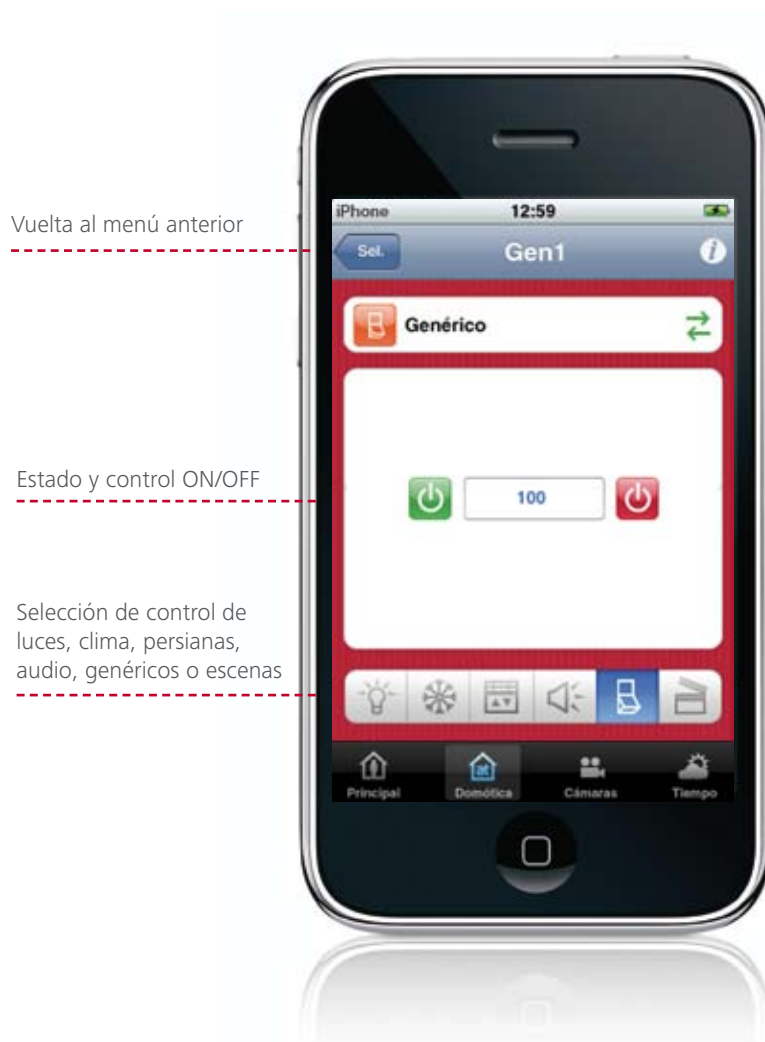 Vuelta al menú anterior
iPhone 12:59
Sel. Gen1 i
Genérico
Estado y control ON/OFF
100
Selección de control de
luces, clima, persianas,
audio, genéricos o escenas
at
Principal Domótica Cámaras Tiempo